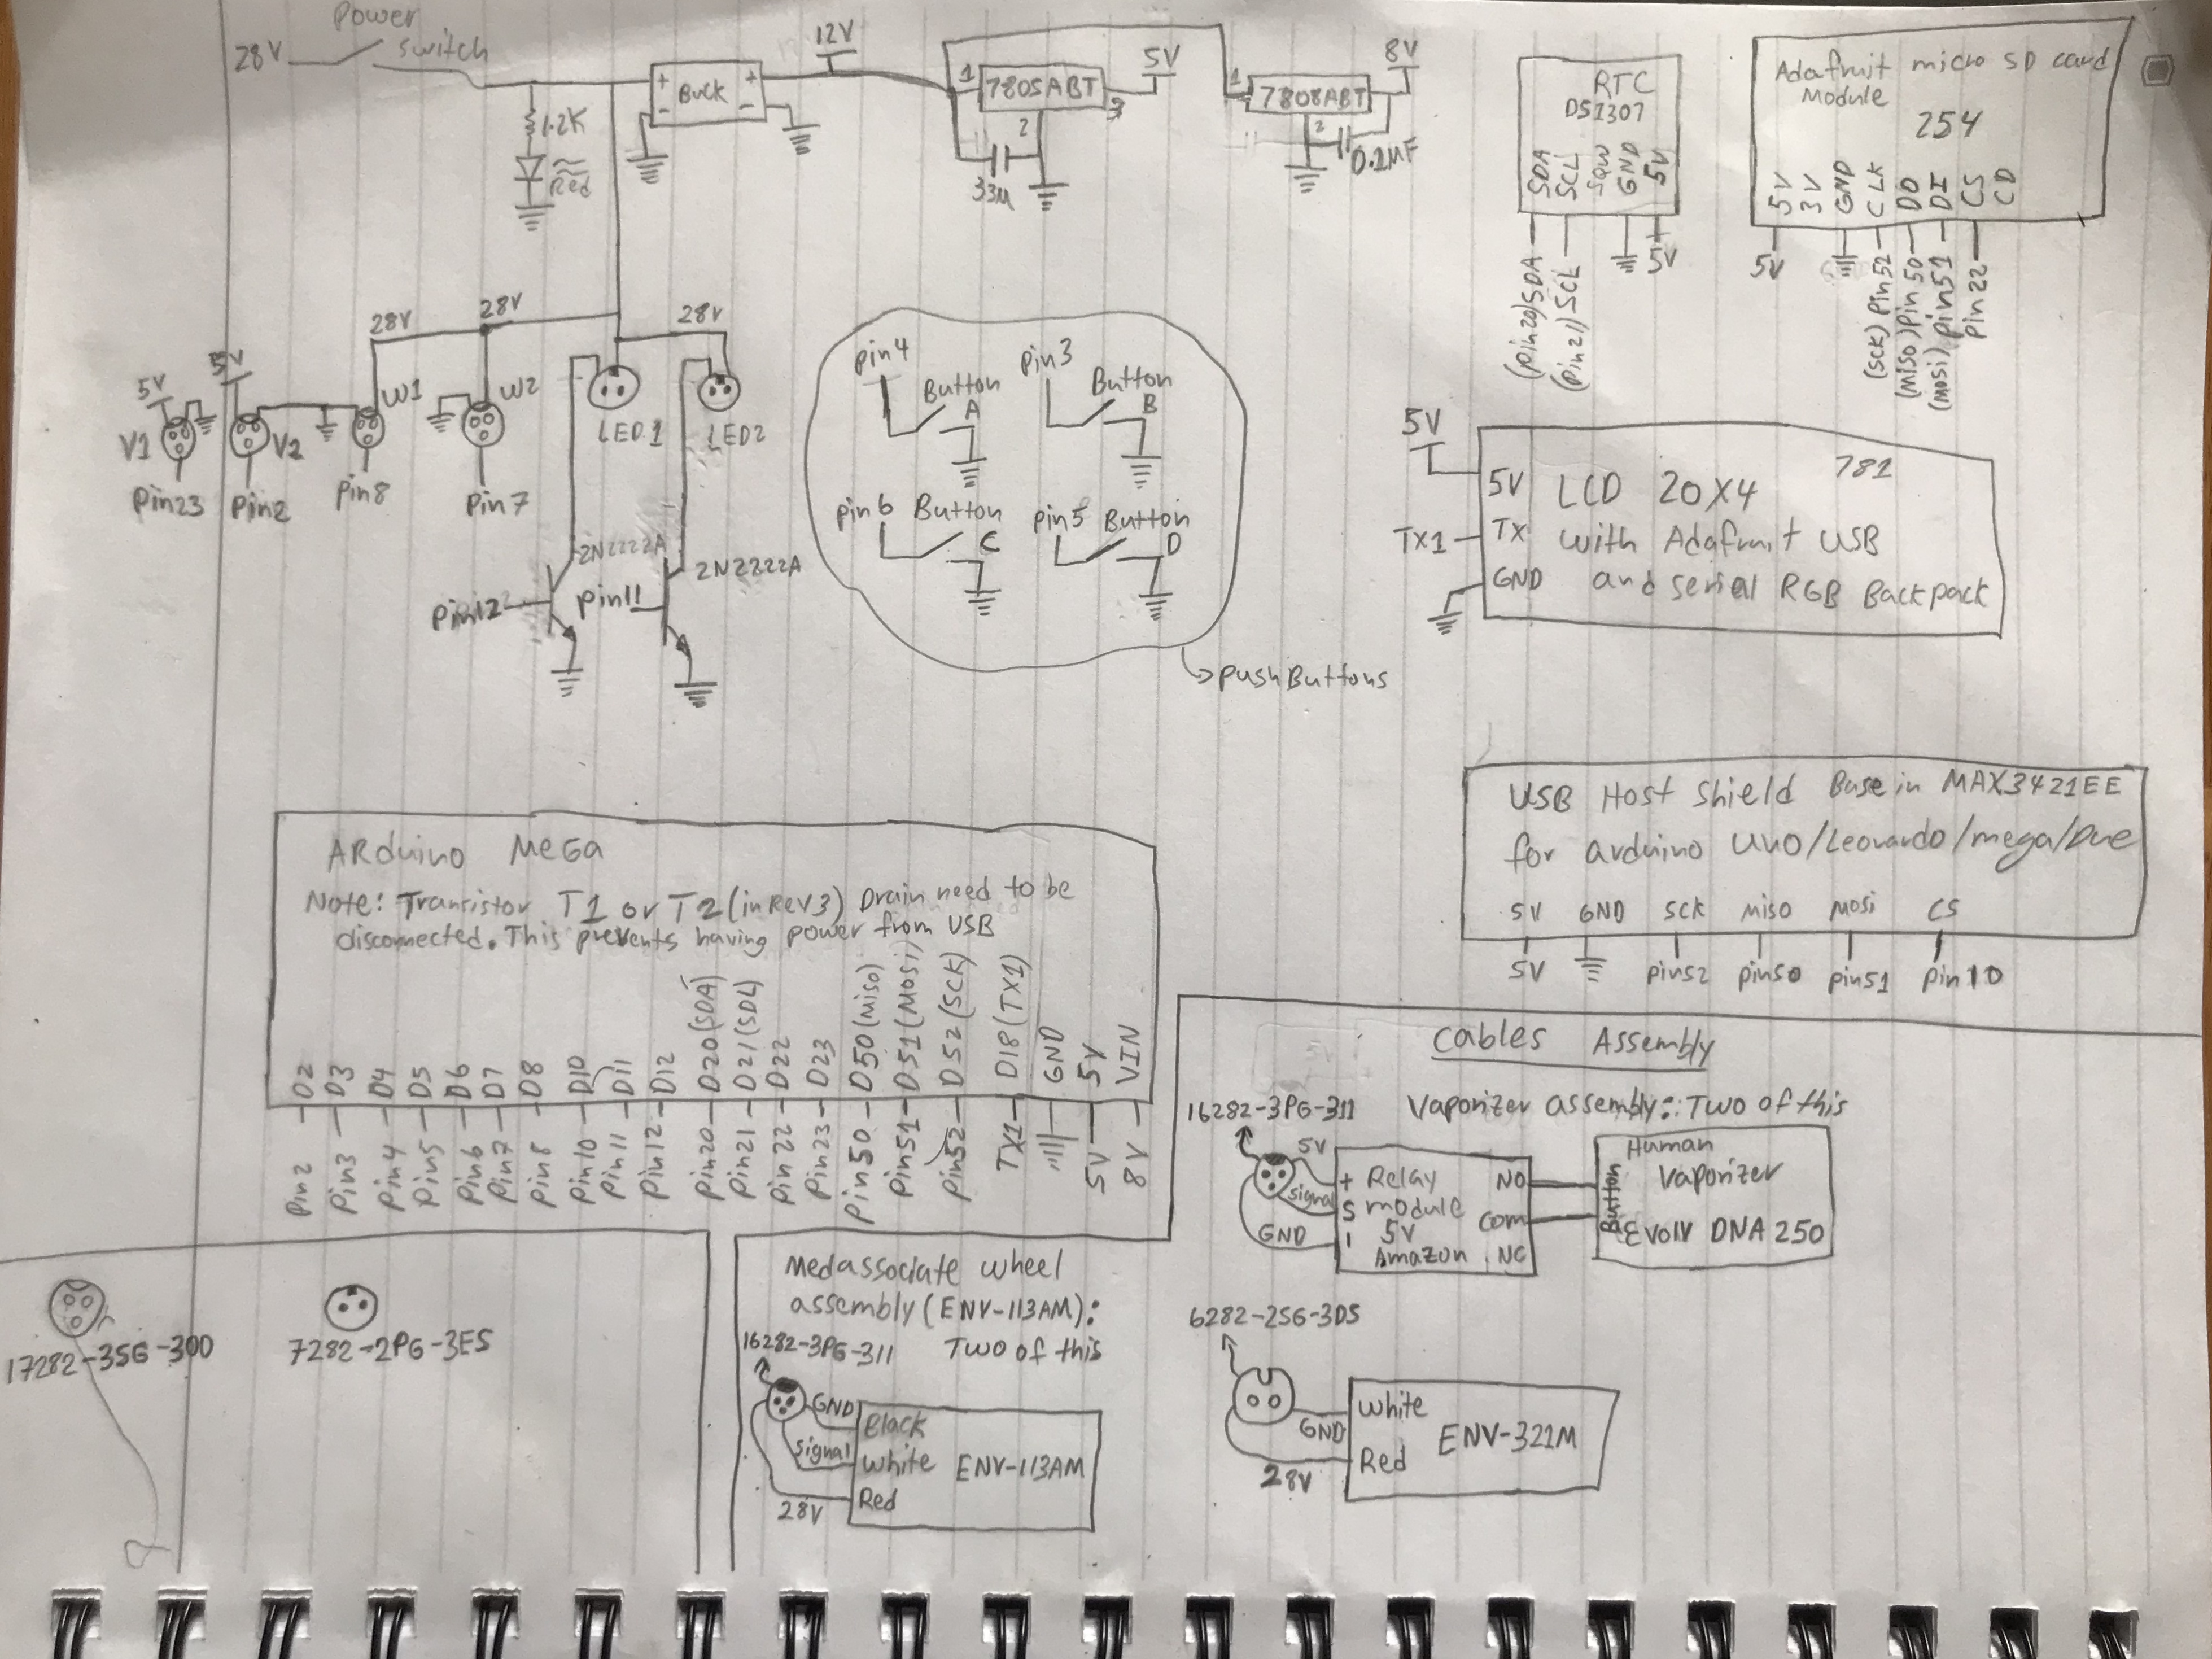 Power
switch
28V
Buck
+
-
+
-
12V
1
7805ABT
2
3
5V
33M
1
7808ABT
2
8V
0.1MF
1.2K
Red
RTC
DS1307
SDA
SCL
SQW
GND
5V
(pin20)SDA
(pin21)SCL
5V
Adafruit micro SD card
Module
254
5V
3V
GND
CLK
DO
DI
CS
CD
5V
(SCK) Pin52
(MISO) Pin50
(MOSI) pin51
Pin22
28V
28V
28V
5V
5V
V1
V2
W1
W2
LED1
LED2
Pin23
Pin2
Pin8
Pin7
2N2222A
2N2222A
Pin12
Pin11
pin4
Button
A
pin3
Button
B
pin6 Button
C
pin5 Button
D
pushButtons
5V
5V LCD 20X4 781
TX1 TX with Adafruit USB
GND and serial RGB Backpack
USB Host Shield Base in MAX3421EE
for arduino UNO/Leonardo/mega/Due
5V GND SCK MISO MOSI CS
5V pin52 pin50 pin51 pin10
ARduino MeGa
Note: Transistor T1 or T2 (in Rev3) Drain need to be
disconnected. This prevents having power from USB
D2
D3
D4
D5
D6
D7
D8
D10
D11
D12
D20(SDA)
D21(SDL)
D22
D23
D50(MISO)
D51(MOSI)
D52(SCK)
D18(TX1)
GND
5V
VIN
Pin2
Pin3
Pin4
Pin5
Pin6
Pin7
Pin8
Pin10
Pin11
Pin12
Pin20
Pin21
Pin22
Pin23
Pin50
Pin51
Pin52
TX1
5V
8V
Cables Assembly
16282-3PG-311 Vaporizer assembly: Two of this
5V
signal
GND
+ Relay NO
S module
5V COM
Amazon NC
Button
Human
Vaporizer
Evolv DNA 250
17282-3SG-300
7282-2PG-3ES
Medassociate wheel
assembly (ENV-113AM):
16282-3PG-311 Two of this
GND Black
Signal White ENV-113AM
28V Red
6282-2SG-3DS
GND White
ENV-321M
28V Red